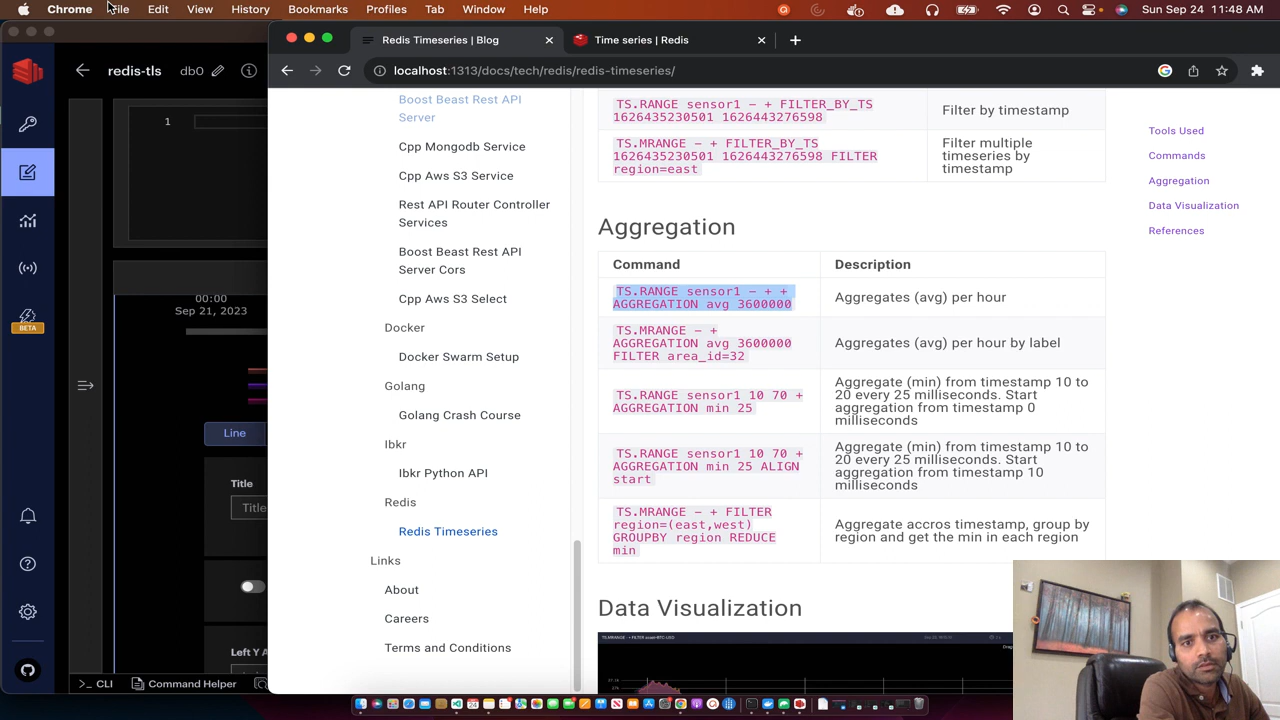 Chrome File Edit View History Bookmarks Profiles Tab Window Help
Sun Sep 24 11:48 AM
redis-tls db0
1
00:00
Sep 21, 2023
Line
Title
Title
Left Y A
BETA
>_ CLI Command Helper
Redis Timeseries | Blog
Time series | Redis
localhost:1313/docs/tech/redis/redis-timeseries/
Boost Beast Rest API
Server
Cpp Mongodb Service
Cpp Aws S3 Service
Rest API Router Controller
Services
Boost Beast Rest API
Server Cors
Cpp Aws S3 Select
Docker
Docker Swarm Setup
Golang
Golang Crash Course
Ibkr
Ibkr Python API
Redis
Redis Timeseries
Links
About
Careers
Terms and Conditions
TS.RANGE sensor1 - + FILTER_BY_TS
1626435230501 1626443276598
Filter by timestamp
TS.MRANGE - + FILTER_BY_TS
1626435230501 1626443276598 FILTER
region=east
Filter multiple
timeseries by
timestamp
Aggregation
Command
Description
TS.RANGE sensor1 - + +
AGGREGATION avg 3600000
Aggregates (avg) per hour
TS.MRANGE - +
AGGREGATION avg 3600000
FILTER area_id=32
Aggregates (avg) per hour by label
TS.RANGE sensor1 10 70 +
AGGREGATION min 25
Aggregate (min) from timestamp 10 to
20 every 25 milliseconds. Start
aggregation from timestamp 0
milliseconds
TS.RANGE sensor1 10 70 +
AGGREGATION min 25 ALIGN
start
Aggregate (min) from timestamp 10 to
20 every 25 milliseconds. Start
aggregation from timestamp 10
milliseconds
TS.MRANGE - + FILTER
region=(east,west)
GROUPBY region REDUCE
min
Aggregate accros timestamp, group by
region and get the min in each region
Data Visualization
Tools Used
Commands
Aggregation
Data Visualization
References